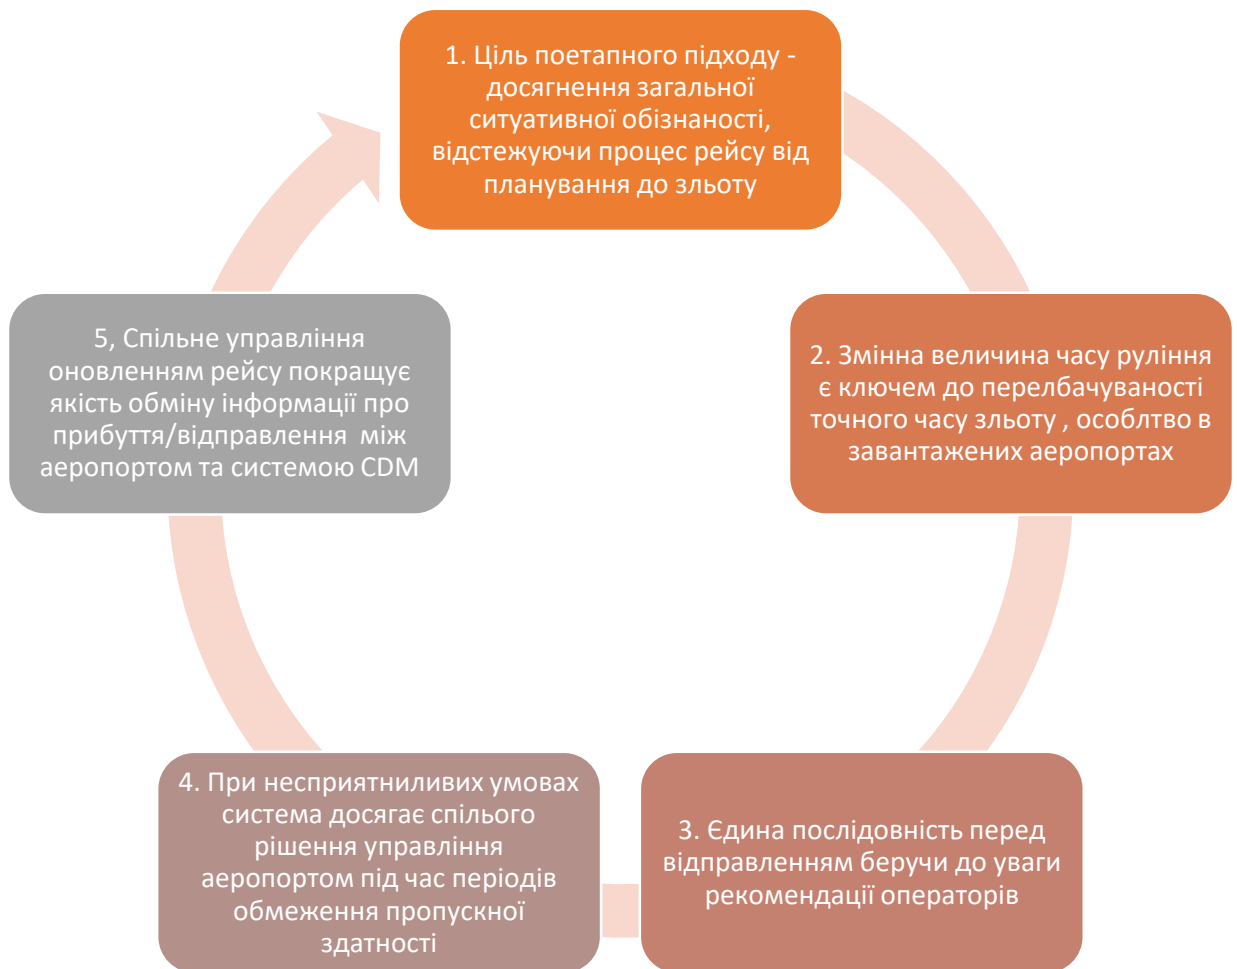 1. Ціль поетапного підходу -
досягнення загальної
ситуативної обізнаності,
відстежуючи процес рейсу від
планування до зльоту
2. Змінна величина часу руління
є ключем до перелбачуваності
точного часу зльоту , особлтво в
завантажених аеропортах
3. Єдина послідовність перед
відправленням беручи до уваги
рекомендації операторів
4. При несприятниливих умовах
система досягає спілього
рішення управління
аеропортом під час періодів
обмеження пропускної
здатності
5, Спільне управління
оновленням рейсу покращує
якість обміну інформації про
прибуття/відправлення між
аеропортом та системою CDM